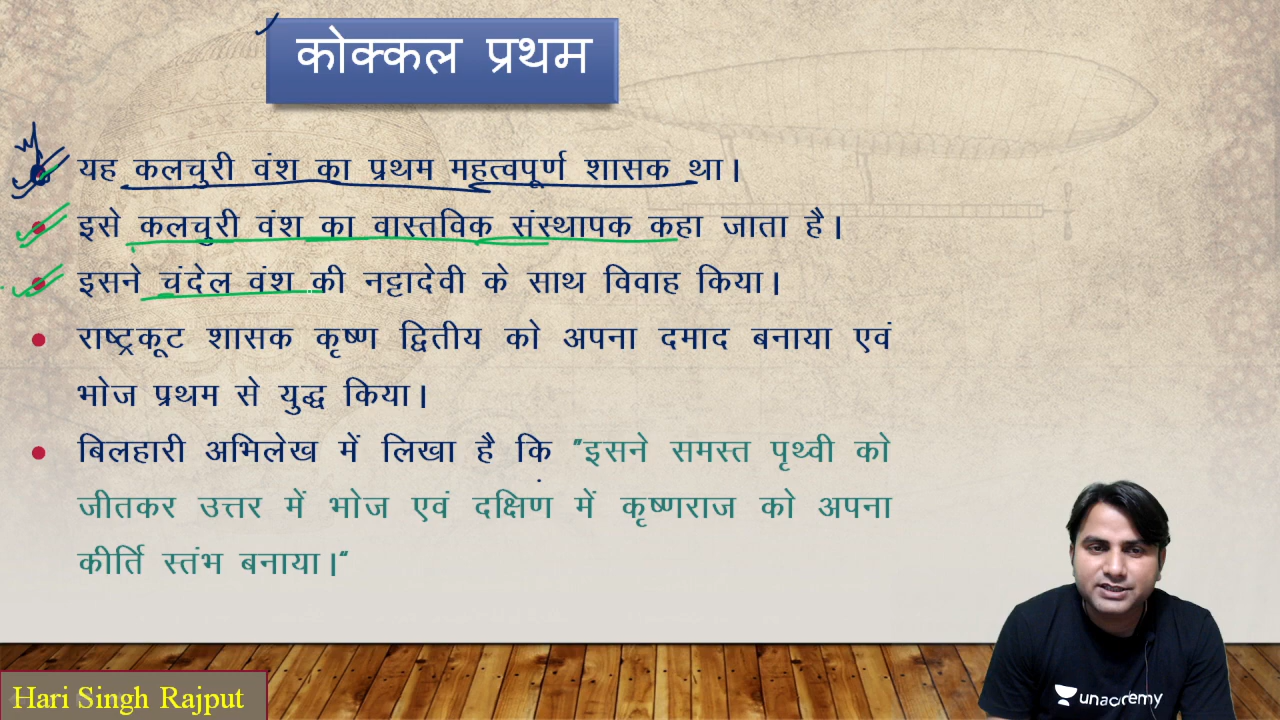 कोक्कल प्रथम
यह कलचुरी वंश का प्रथम महत्वपूर्ण शासक था।
इसे कलचुरी वंश का वास्तविक संस्थापक कहा जाता है।
इसने चंदेल वंश की नट्टादेवी के साथ विवाह किया।
राष्ट्रकूट शासक कृष्ण द्वितीय को अपना दमाद बनाया एवं
भोज प्रथम से युद्ध किया।
बिलहारी अभिलेख में लिखा है कि "इसने समस्त पृथ्वी को
जीतकर उत्तर में भोज एवं दक्षिण में कृष्णराज को अपना
कीर्ति स्तंभ बनाया।"
unacademy
Hari Singh Rajput